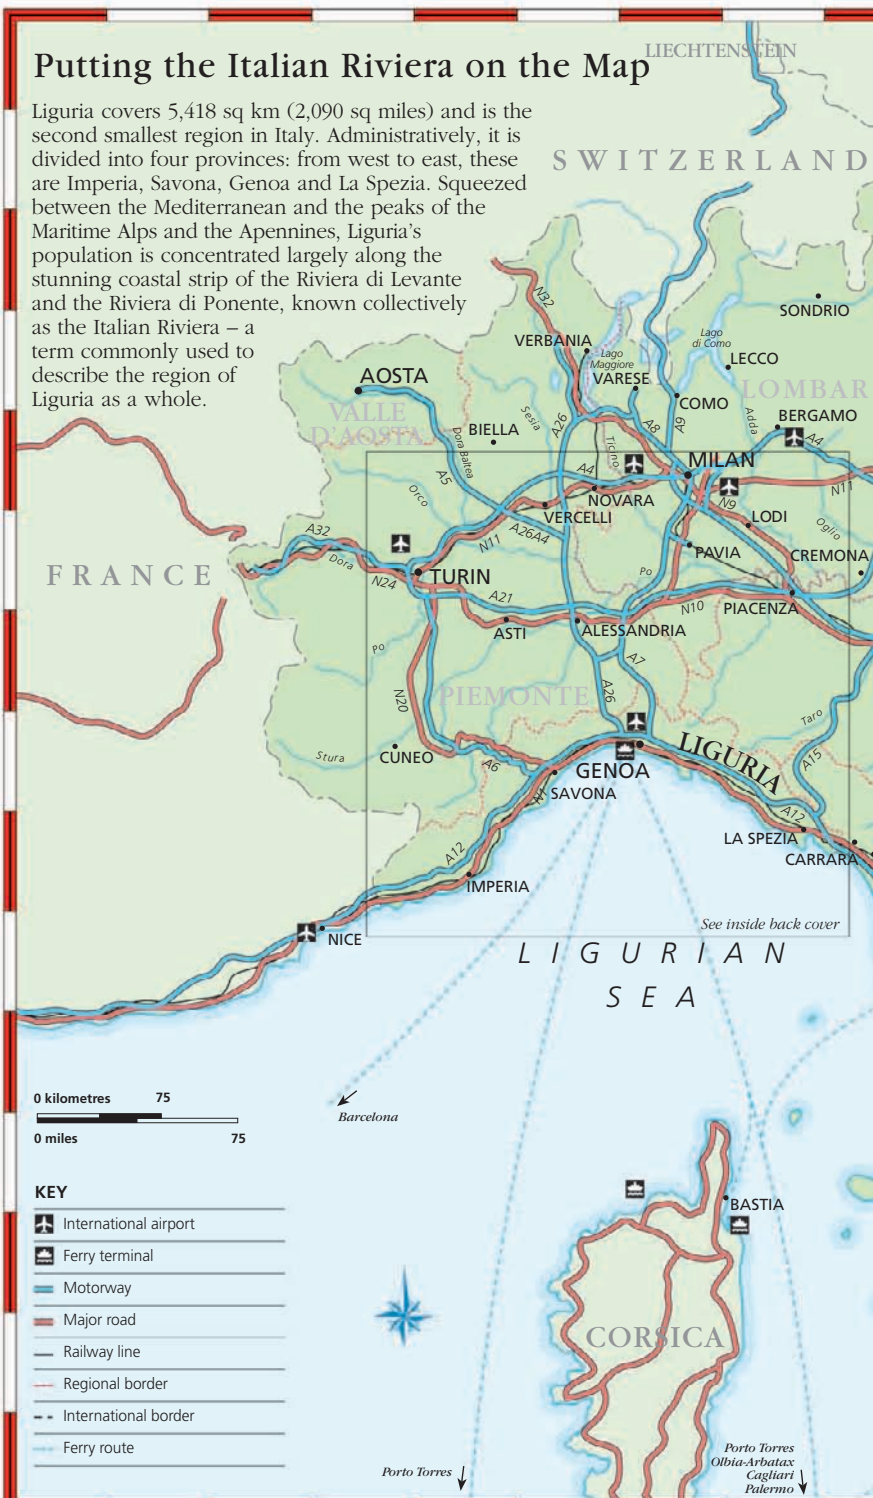 Putting the Italian Riviera on the Map
Liguria covers 5,418 sq km (2,090 sq miles) and is the
second smallest region in Italy. Administratively, it is
divided into four provinces: from west to east, these
are Imperia, Savona, Genoa and La Spezia. Squeezed
between the Mediterranean and the peaks of the
Maritime Alps and the Apennines, Liguria's
population is concentrated largely along the
stunning coastal strip of the Riviera di Levante
and the Riviera di Ponente, known collectively
as the Italian Riviera – a
term commonly used to
describe the region of
Liguria as a whole.
LIECHTENSTEIN
SWITZERLAND
N32
SONDRIO
VERBANIA
Lago
Maggiore
Lago
di Como
LECCO
VARESE
AOSTA
COMO
LOMBAR
VALLE
D'AOSTA
BIELLA
Sesia
A26
A8
A9
Adda
BERGAMO
A4
Dora Baltea
A5
Ticino
MILAN
A4
N11
Orco
NOVARA
N9
VERCELLI
LODI
Oglio
A32
N11
A26A4
PAVIA
CREMONA
FRANCE
Dora
N24
TURIN
Po
A21
N10
PIACENZA
ASTI
ALESSANDRIA
Po
A7
N20
PIEMONTE
A26
Taro
Stura
CUNEO
A6
GENOA
LIGURIA
A15
N1
SAVONA
A12
LA SPEZIA
CARRARA
A12
IMPERIA
See inside back cover
NICE
LIGURIAN
SEA
0 kilometres 75
0 miles 75
Barcelona
KEY
International airport
Ferry terminal
Motorway
Major road
Railway line
Regional border
International border
Ferry route
BASTIA
CORSICA
Porto Torres
Porto Torres
Olbia-Arbatax
Cagliari
Palermo